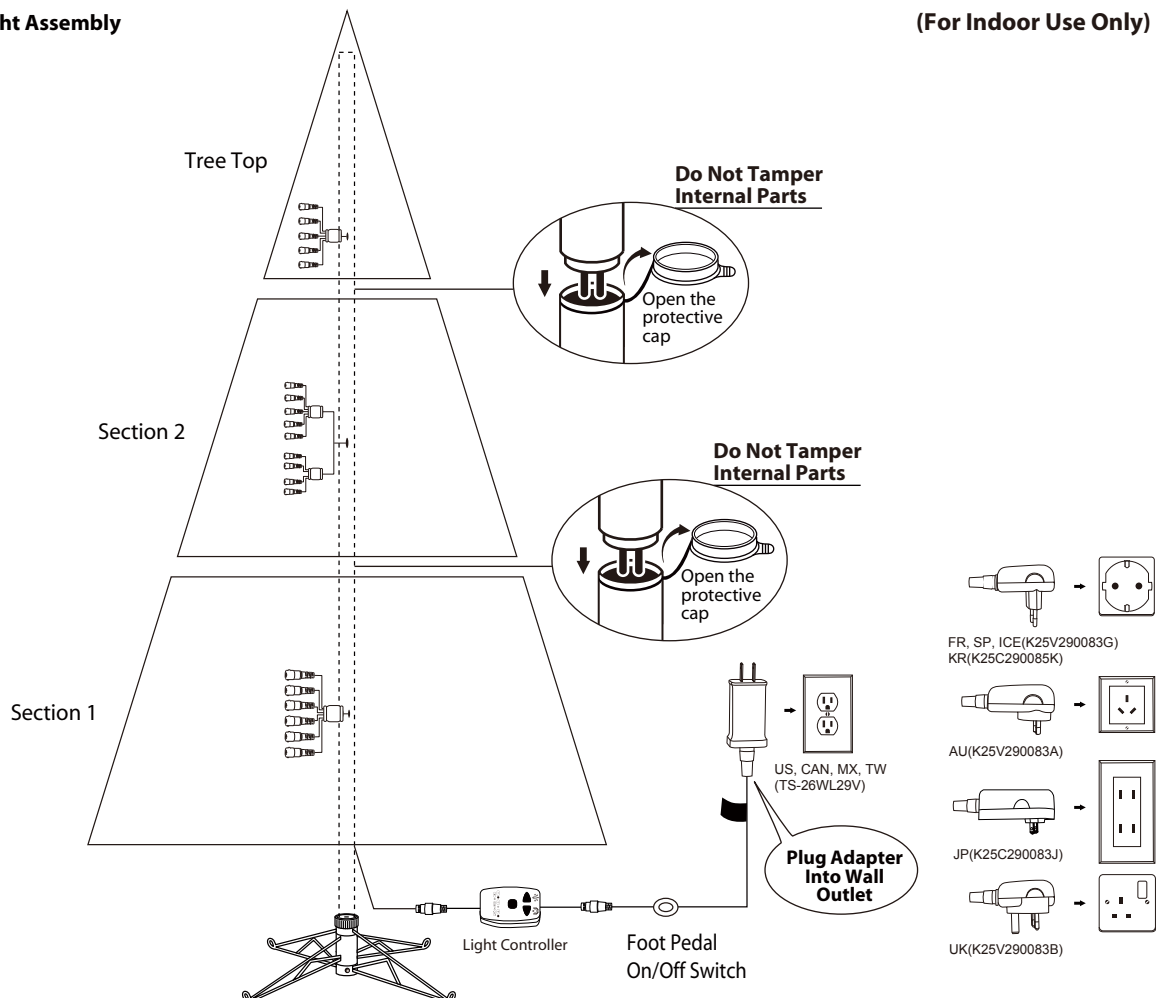 ht Assembly
(For Indoor Use Only)
Tree Top
Do Not Tamper
Internal Parts
Open the
protective
cap
Section 2
Do Not Tamper
Internal Parts
Open the
protective
cap
Section 1
FR, SP, ICE(K25V290083G)
KR(K25C290085K)
AU(K25V290083A)
US, CAN, MX, TW
(TS-26WL29V)
JP(K25C290083J)
Plug Adapter
Into Wall
Outlet
Light Controller
Foot Pedal
On/Off Switch
UK(K25V290083B)